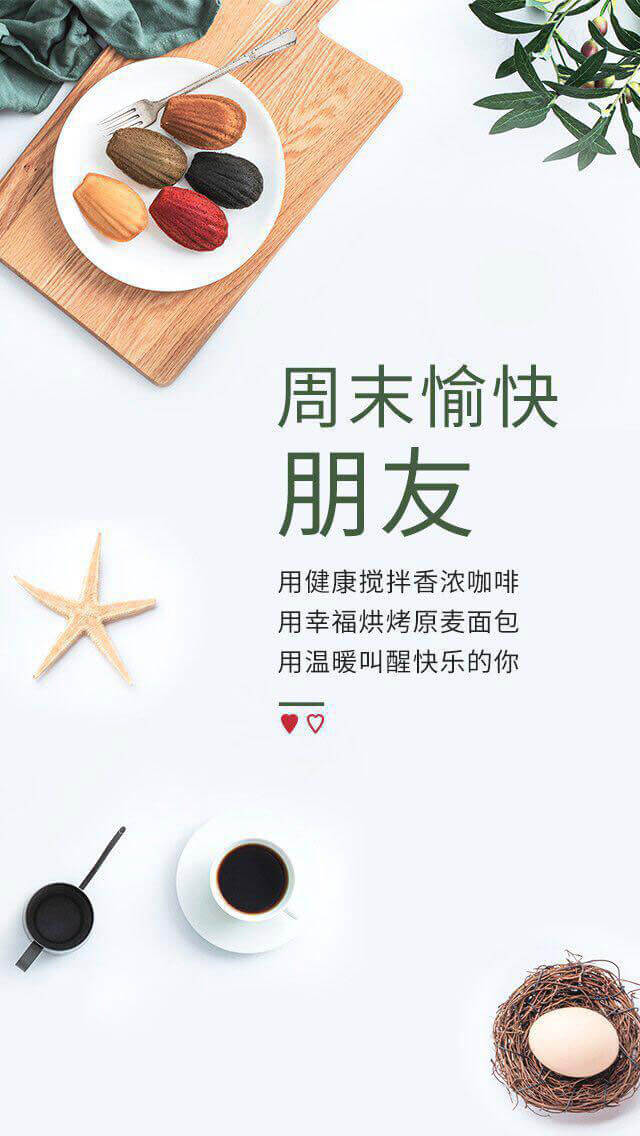 周末愉快
朋友
用健康搅拌香浓咖啡
用幸福烘烤原麦面包
用温暖叫醒快乐的你